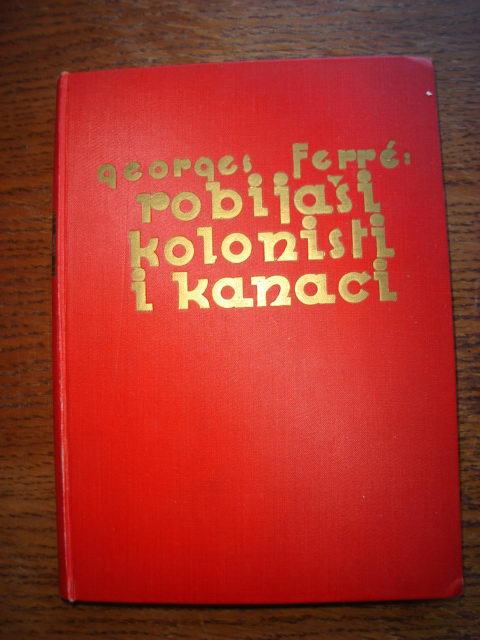 georges Ferré:
robijaši
kolonisti
i kanaci